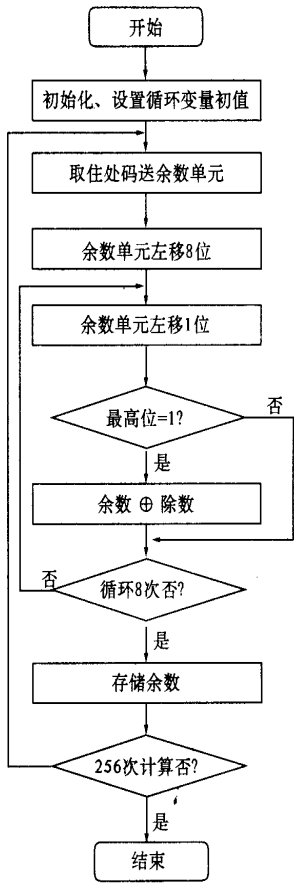 开始
初始化、设置循环变量初值
取住处码送余数单元
余数单元左移8位
余数单元左移1位
最高位=1?
否
是
余数 ⊕ 除数
否
循环8次否?
是
存储余数
256次计算否?
是
结束